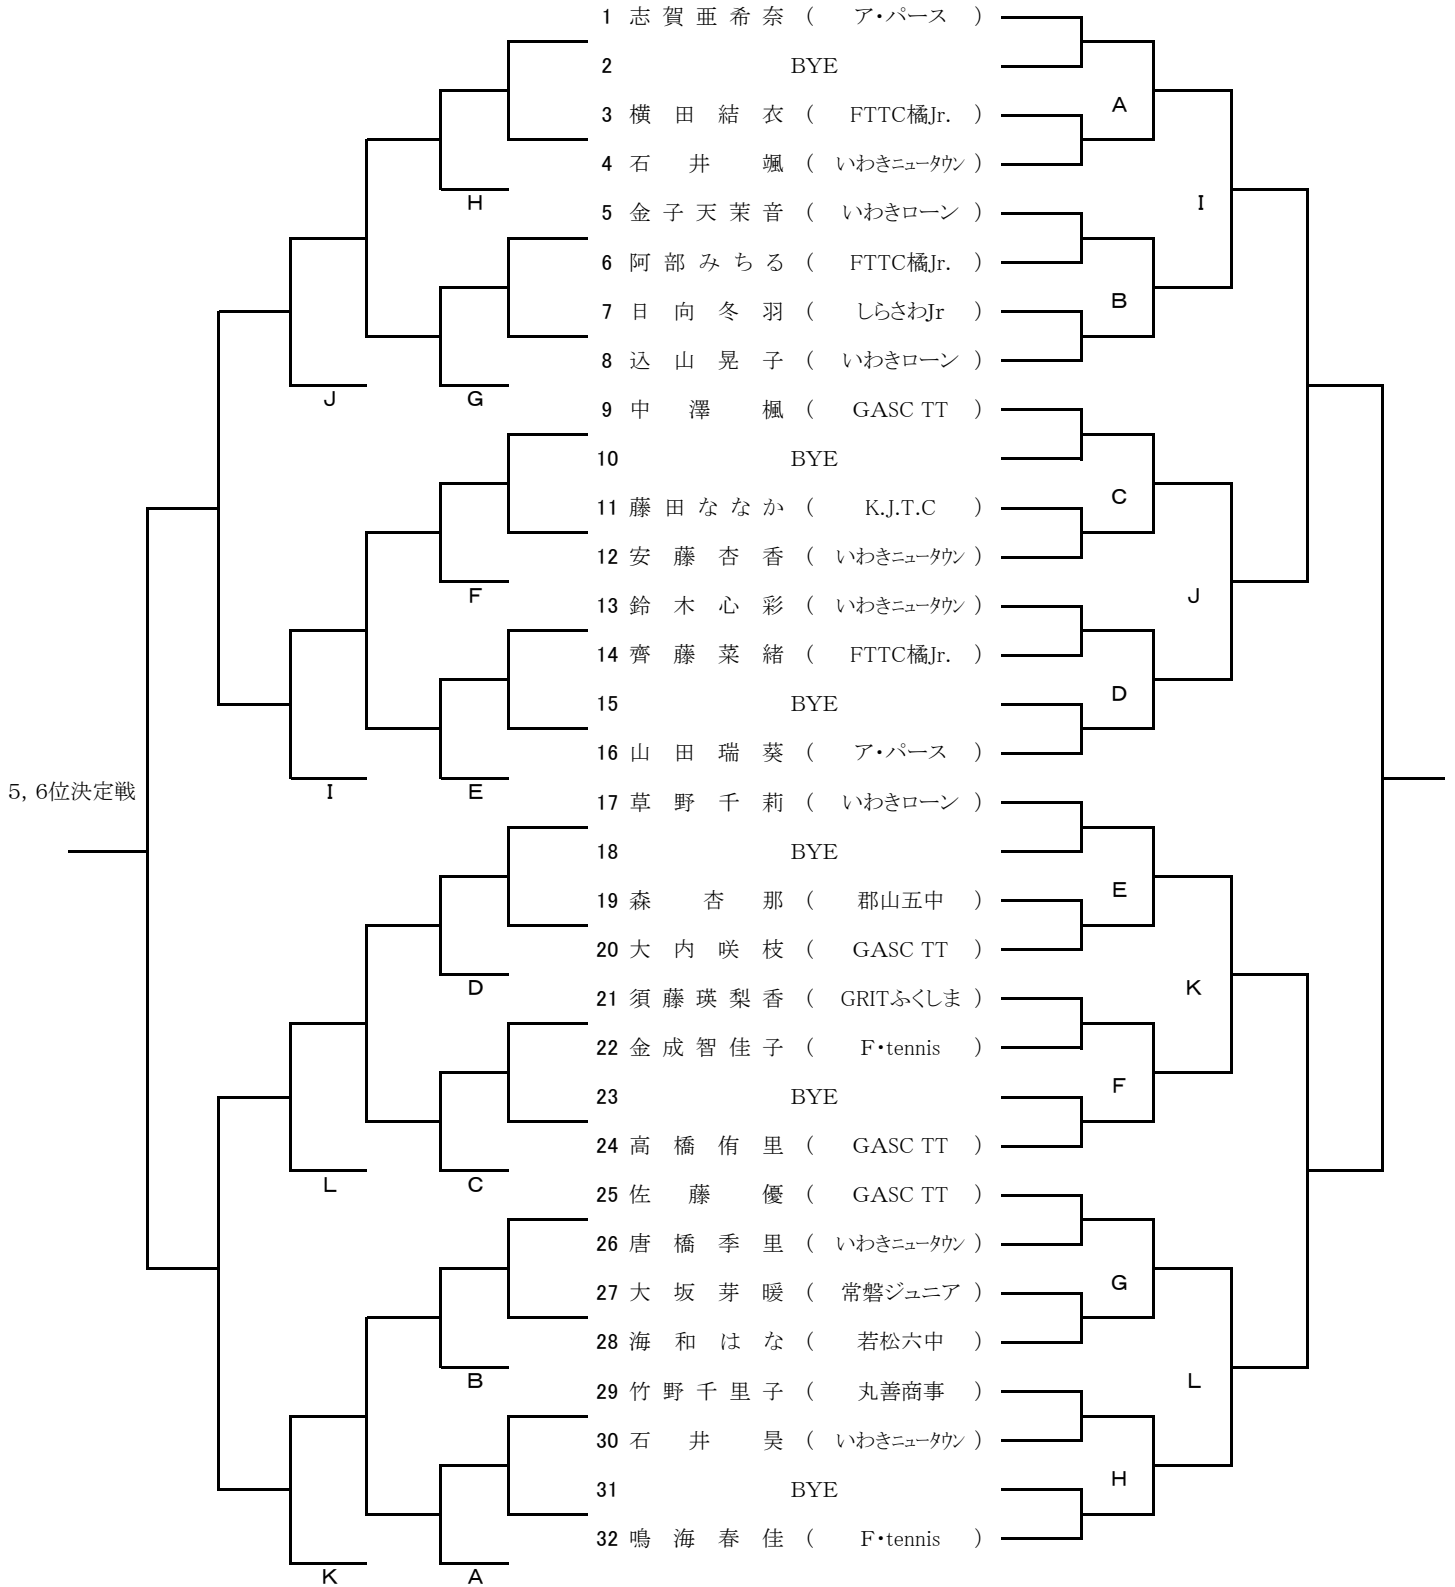 1 志賀亜希奈 ( ア・パース )
2 BYE
A
3 横田結衣 ( FTTC橘Jr. )
4 石井颯 ( いわきニュータウン )
H
I
5 金子天茉音 ( いわきローン )
6 阿部みちる ( FTTC橘Jr. )
B
7 日向冬羽 ( しらさわJr )
8 込山晃子 ( いわきローン )
J G
9 中澤楓 ( GASC TT )
10 BYE
C
11 藤田ななか ( K.J.T.C )
12 安藤杏香 ( いわきニュータウン )
F
J
13 鈴木心彩 ( いわきニュータウン )
14 齊藤菜緒 ( FTTC橘Jr. )
D
15 BYE
16 山田瑞葵 ( ア・パース )
5, 6位決定戦
I E
17 草野千莉 ( いわきローン )
18 BYE
E
19 森杏那 ( 郡山五中 )
20 大内咲枝 ( GASC TT )
D
K
21 須藤瑛梨香 ( GRITふくしま )
22 金成智佳子 ( F・tennis )
F
23 BYE
24 高橋侑里 ( GASC TT )
L C
25 佐藤優 ( GASC TT )
26 唐橋季里 ( いわきニュータウン )
G
27 大坂芽暖 ( 常磐ジュニア )
28 海和はな ( 若松六中 )
B
L
29 竹野千里子 ( 丸善商事 )
30 石井昊 ( いわきニュータウン )
H
31 BYE
32 鳴海春佳 ( F・tennis )
K A